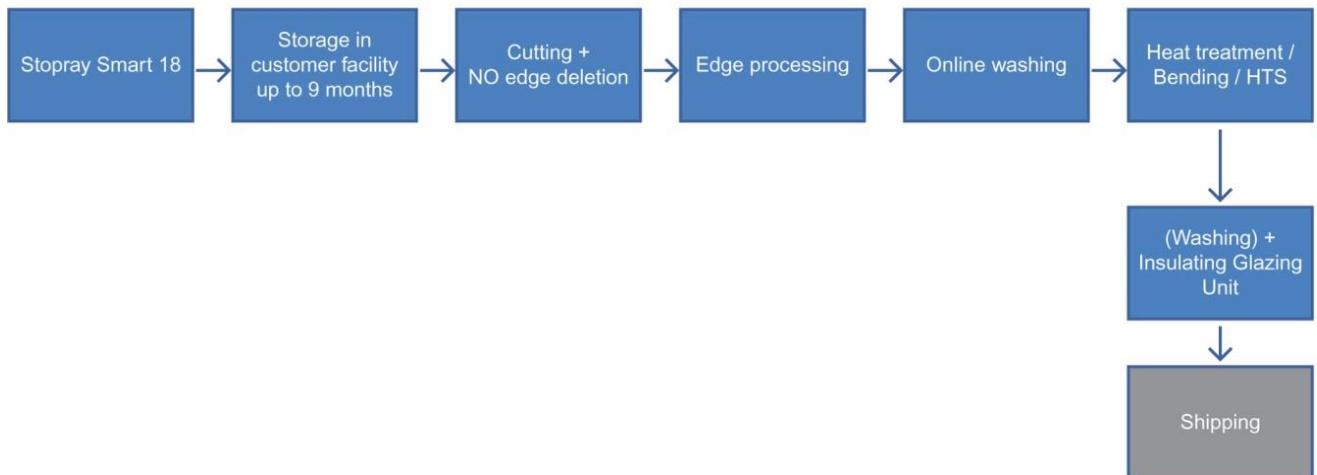 Stopray Smart 18
Storage in
customer facility
up to 9 months
Cutting +
NO edge deletion
Edge processing
Online washing
Heat treatment /
Bending / HTS
(Washing) +
Insulating Glazing
Unit
Shipping